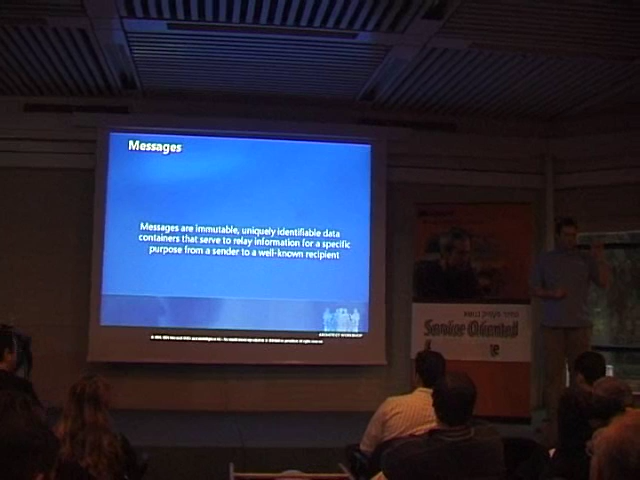 Messages
Messages are immutable, uniquely identifiable data
containers that serve to relay information for a specific
purpose from a sender to a well-known recipient
Service Oriented